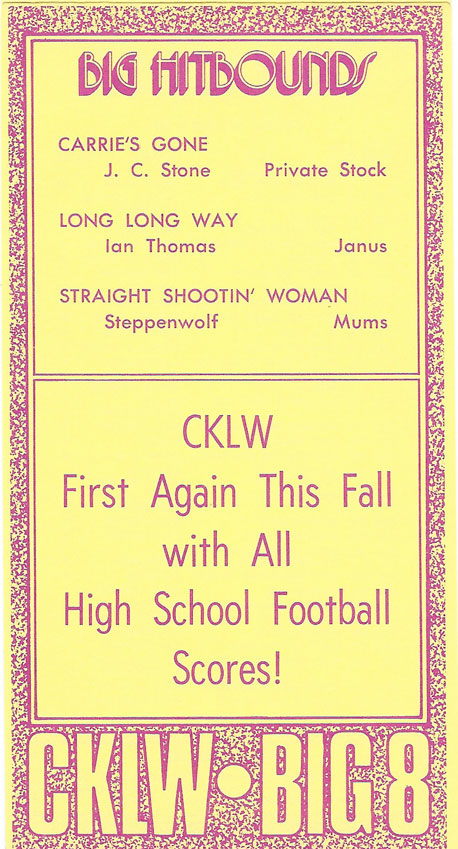 BIG HITBOUNDS
CARRIE'S GONE
J. C. Stone Private Stock
LONG LONG WAY
Ian Thomas Janus
STRAIGHT SHOOTIN' WOMAN
Steppenwolf Mums
CKLW
First Again This Fall
with All
High School Football
Scores!
CKLW•BIG 8